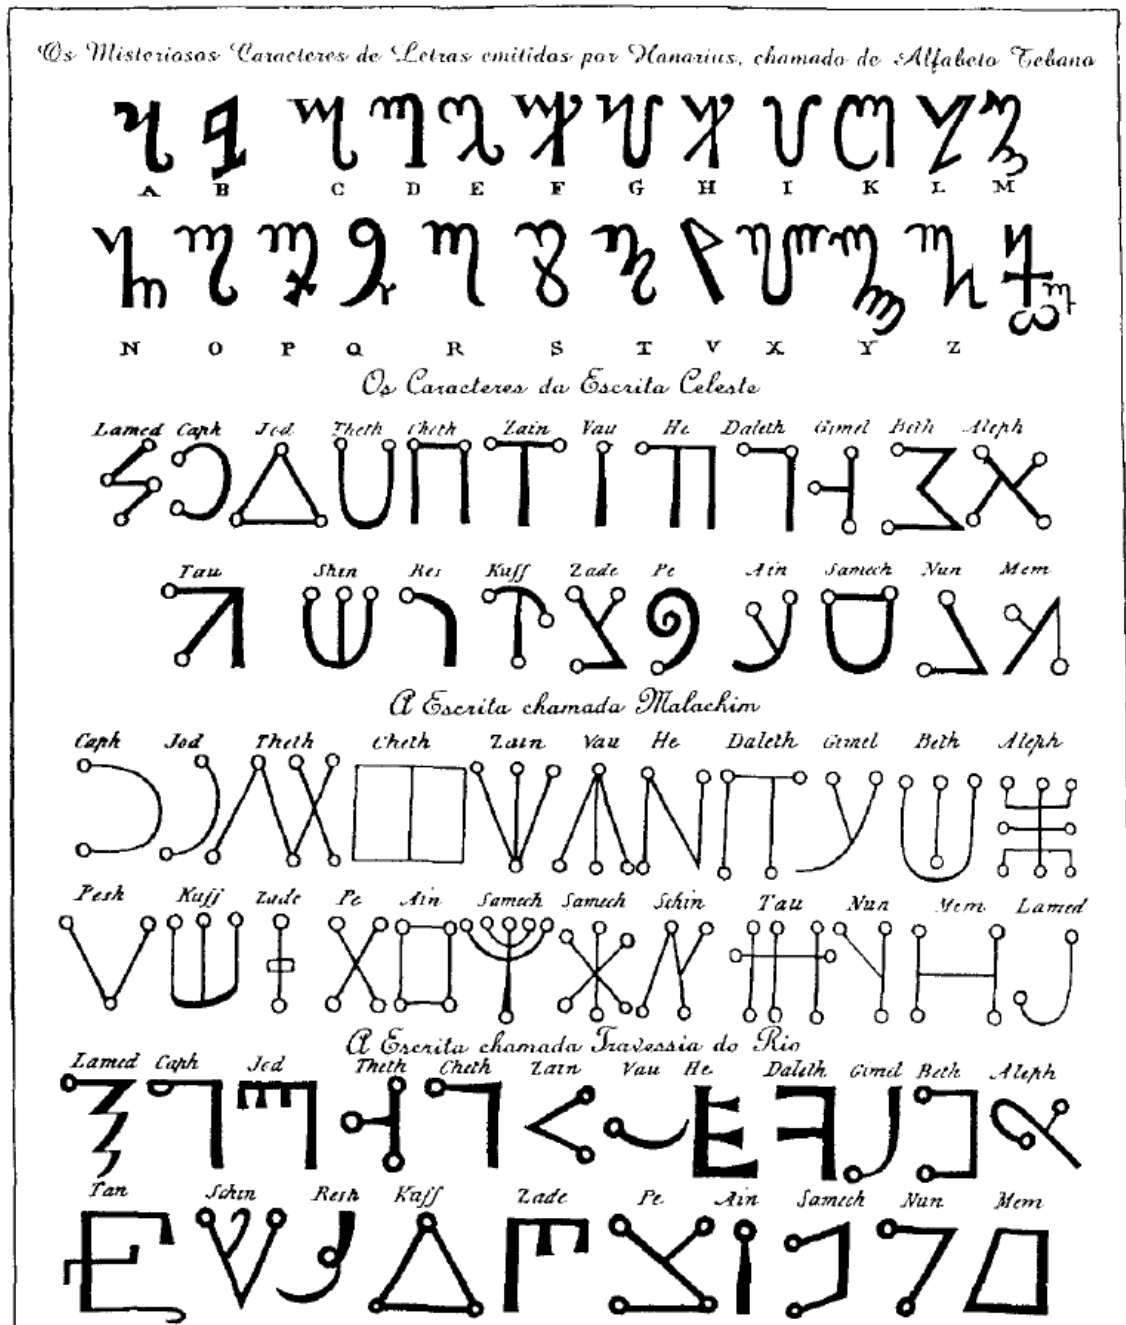 Os Misteriosos Caracteres de Letras emitidos por Honarius, chamado de Alfabeto Tebano
A B C D E F G H I K L M
N O P Q R S T V X Y Z
Os Caracteres da Escrita Celeste
Lamed Caph Jod Theth Cheth Zain Vau He Daleth Gimel Beth Aleph
Tau Shin Res Kuff Zade Pe Ain Samech Nun Mem
A Escrita chamada Malachim
Caph Jod Theth Cheth Zain Vau He Daleth Gimel Beth Aleph
Pesh Kuff Zade Pe Ain Samech Samech Schin Tau Nun Mem Lamed
A Escrita chamada Travessia do Rio
Lamed Caph Jod Theth Cheth Zain Vau He Daleth Gimel Beth Aleph
Tan Schin Resh Kaff Zade Pe Ain Samech Nun Mem